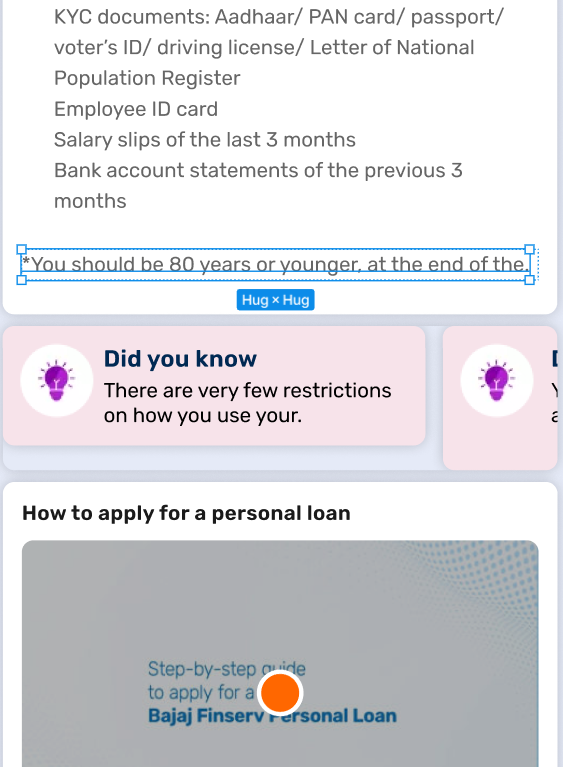 KYC documents: Aadhaar/ PAN card/ passport/
voter’s ID/ driving license/ Letter of National
Population Register
Employee ID card
Salary slips of the last 3 months
Bank account statements of the previous 3
months
*You should be 80 years or younger, at the end of the.
Hug × Hug
Did you know
There are very few restrictions
on how you use your.
How to apply for a personal loan
Step-by-step guide
to apply for a
Bajaj Finserv Personal Loan